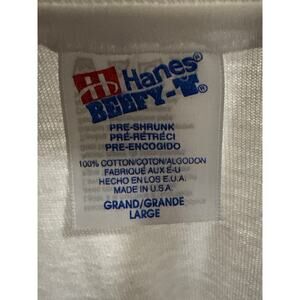 Hb Hanes®
BEEFY-T®
PRE-SHRUNK
PRÉ-RÉTRÉCI
PRE-ENCOGIDO
100% COTTON/COTON/ALGODON
FABRIQUÉ AUX É-U
HECHO EN LOS E.U.A.
MADE IN U.S.A.
GRAND/GRANDE
LARGE